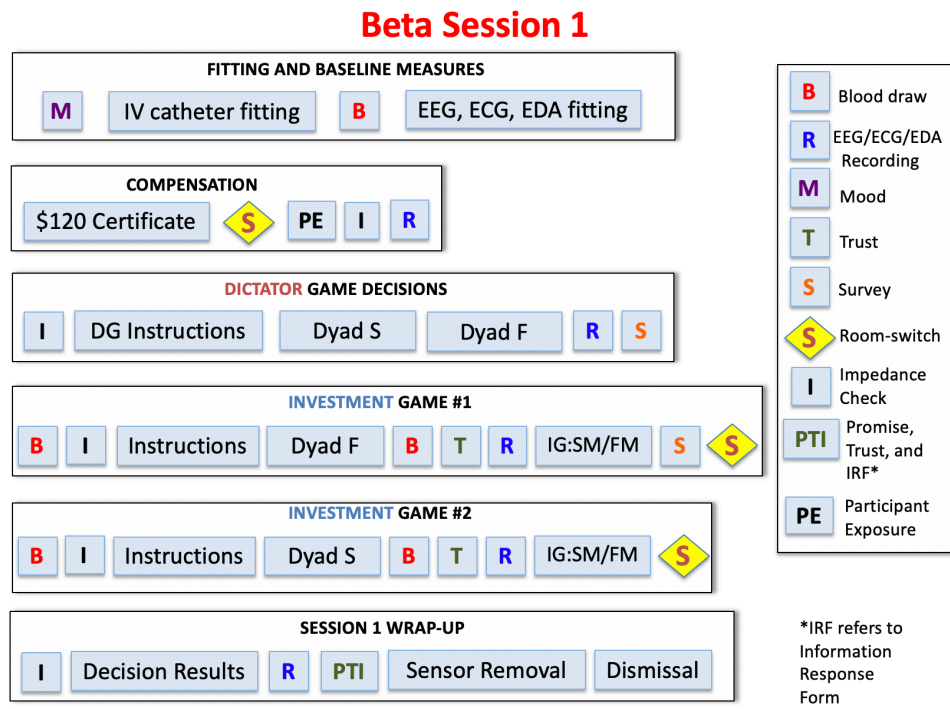 Beta Session 1
FITTING AND BASELINE MEASURES
M IV catheter fitting B EEG, ECG, EDA fitting
COMPENSATION
$120 Certificate S PE I R
DICTATOR GAME DECISIONS
I DG Instructions Dyad S Dyad F R S
INVESTMENT GAME #1
B I Instructions Dyad F B T R IG:SM/FM S S
INVESTMENT GAME #2
B I Instructions Dyad S B T R IG:SM/FM S
SESSION 1 WRAP-UP
I Decision Results R PTI Sensor Removal Dismissal
B Blood draw
R EEG/ECG/EDA
Recording
M Mood
T Trust
S Survey
S Room-switch
I Impedance
Check
PTI Promise,
Trust, and
IRF*
PE Participant
Exposure
*IRF refers to
Information
Response
Form